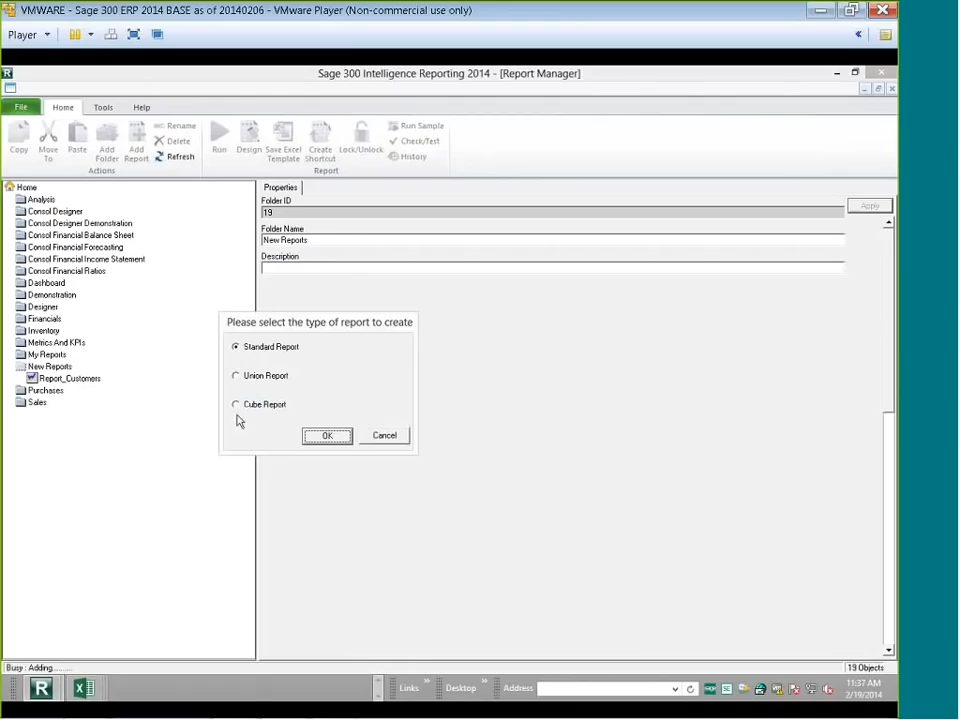 VMWARE - Sage 300 ERP 2014 BASE as of 20140206 - VMware Player (Non-commercial use only)
Player
Sage 300 Intelligence Reporting 2014 - [Report Manager]
File Home Tools Help
Copy Move To Paste Add Folder Add Report Rename Delete Refresh
Actions
Run Design Save Excel Template Create Shortcut Lock/Unlock Run Sample Check/Test History
Report
Home
Analysis
Consol Designer
Consol Designer Demonstration
Consol Financial Balance Sheet
Consol Financial Forecasting
Consol Financial Income Statement
Consol Financial Ratios
Dashboard
Demonstration
Designer
Financials
Inventory
Metrics And KPIs
My Reports
New Reports
Report_Customers
Purchases
Sales
Properties
Folder ID
19
Apply
Folder Name
New Reports
Description
Please select the type of report to create
Standard Report
Union Report
Cube Report
OK Cancel
Busy : Adding........
19 Objects
Links Desktop Address
11:37 AM
2/19/2014